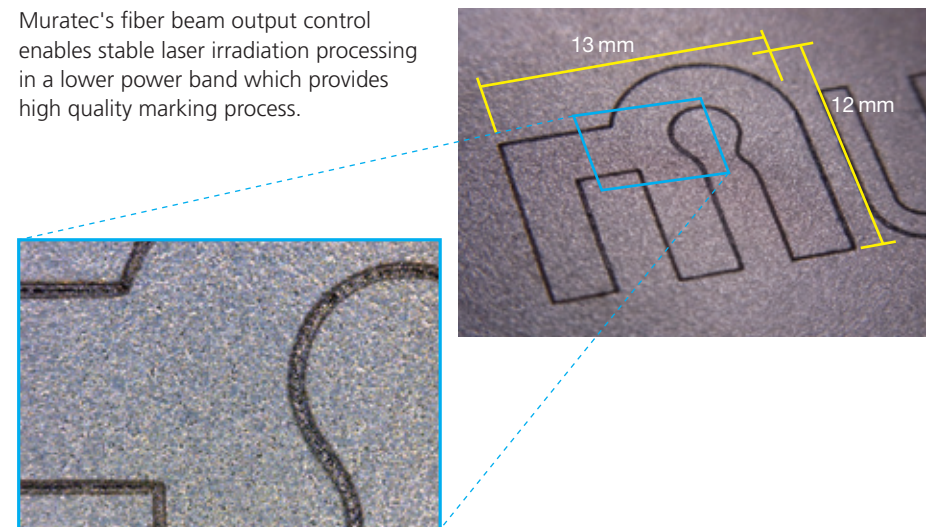 Muratec's fiber beam output control
enables stable laser irradiation processing
in a lower power band which provides
high quality marking process.
13 mm
12 mm